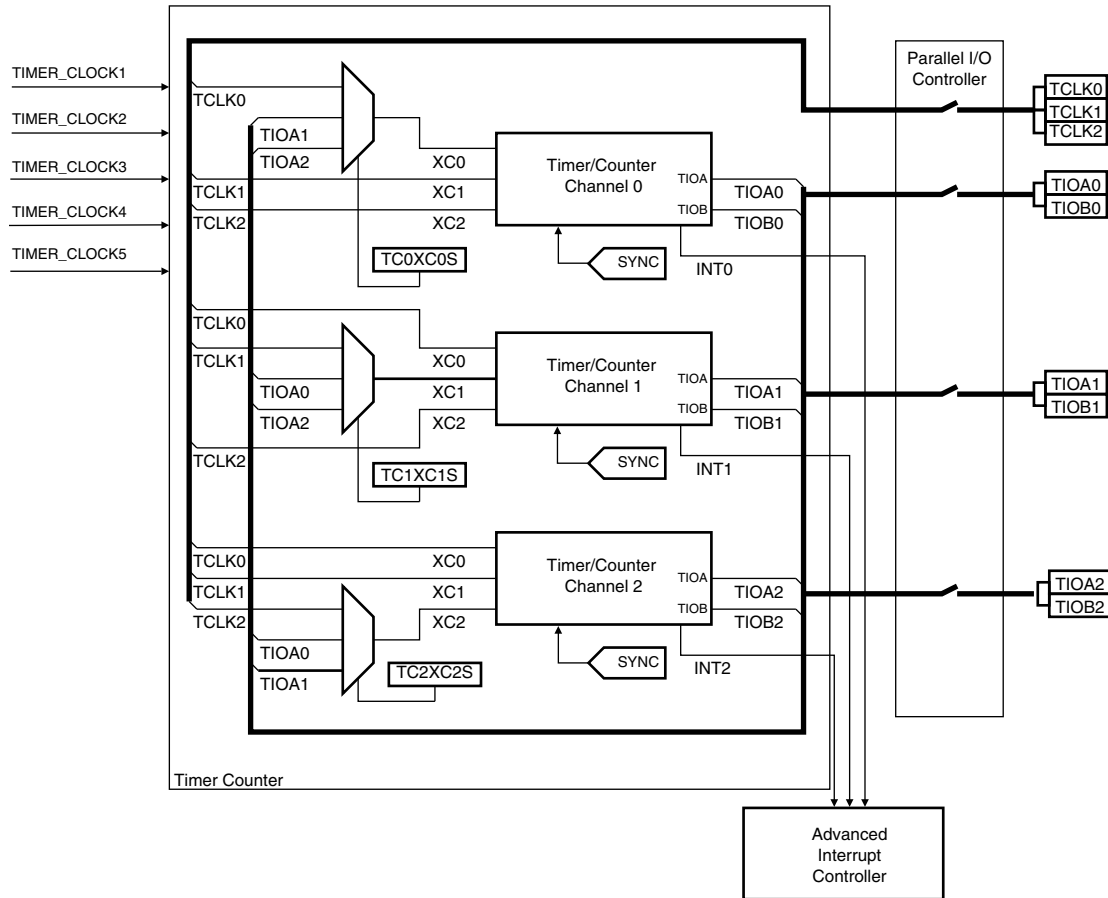 TIMER_CLOCK1
TIMER_CLOCK2
TIMER_CLOCK3
TIMER_CLOCK4
TIMER_CLOCK5
TCLK0
TIOA1
TIOA2
TCLK1
TCLK2
XC0
XC1
XC2
TC0XC0S
Timer/Counter
Channel 0
TIOA
TIOB
TIOA0
TIOB0
SYNC
INT0
TCLK0
TCLK1
TIOA0
TIOA2
TCLK2
XC0
XC1
XC2
TC1XC1S
Timer/Counter
Channel 1
TIOA
TIOB
TIOA1
TIOB1
SYNC
INT1
TCLK0
TCLK1
TCLK2
TIOA0
TIOA1
XC0
XC1
XC2
TC2XC2S
Timer/Counter
Channel 2
TIOA
TIOB
TIOA2
TIOB2
SYNC
INT2
Timer Counter
Parallel I/O
Controller
TCLK0
TCLK1
TCLK2
TIOA0
TIOB0
TIOA1
TIOB1
TIOA2
TIOB2
Advanced
Interrupt
Controller